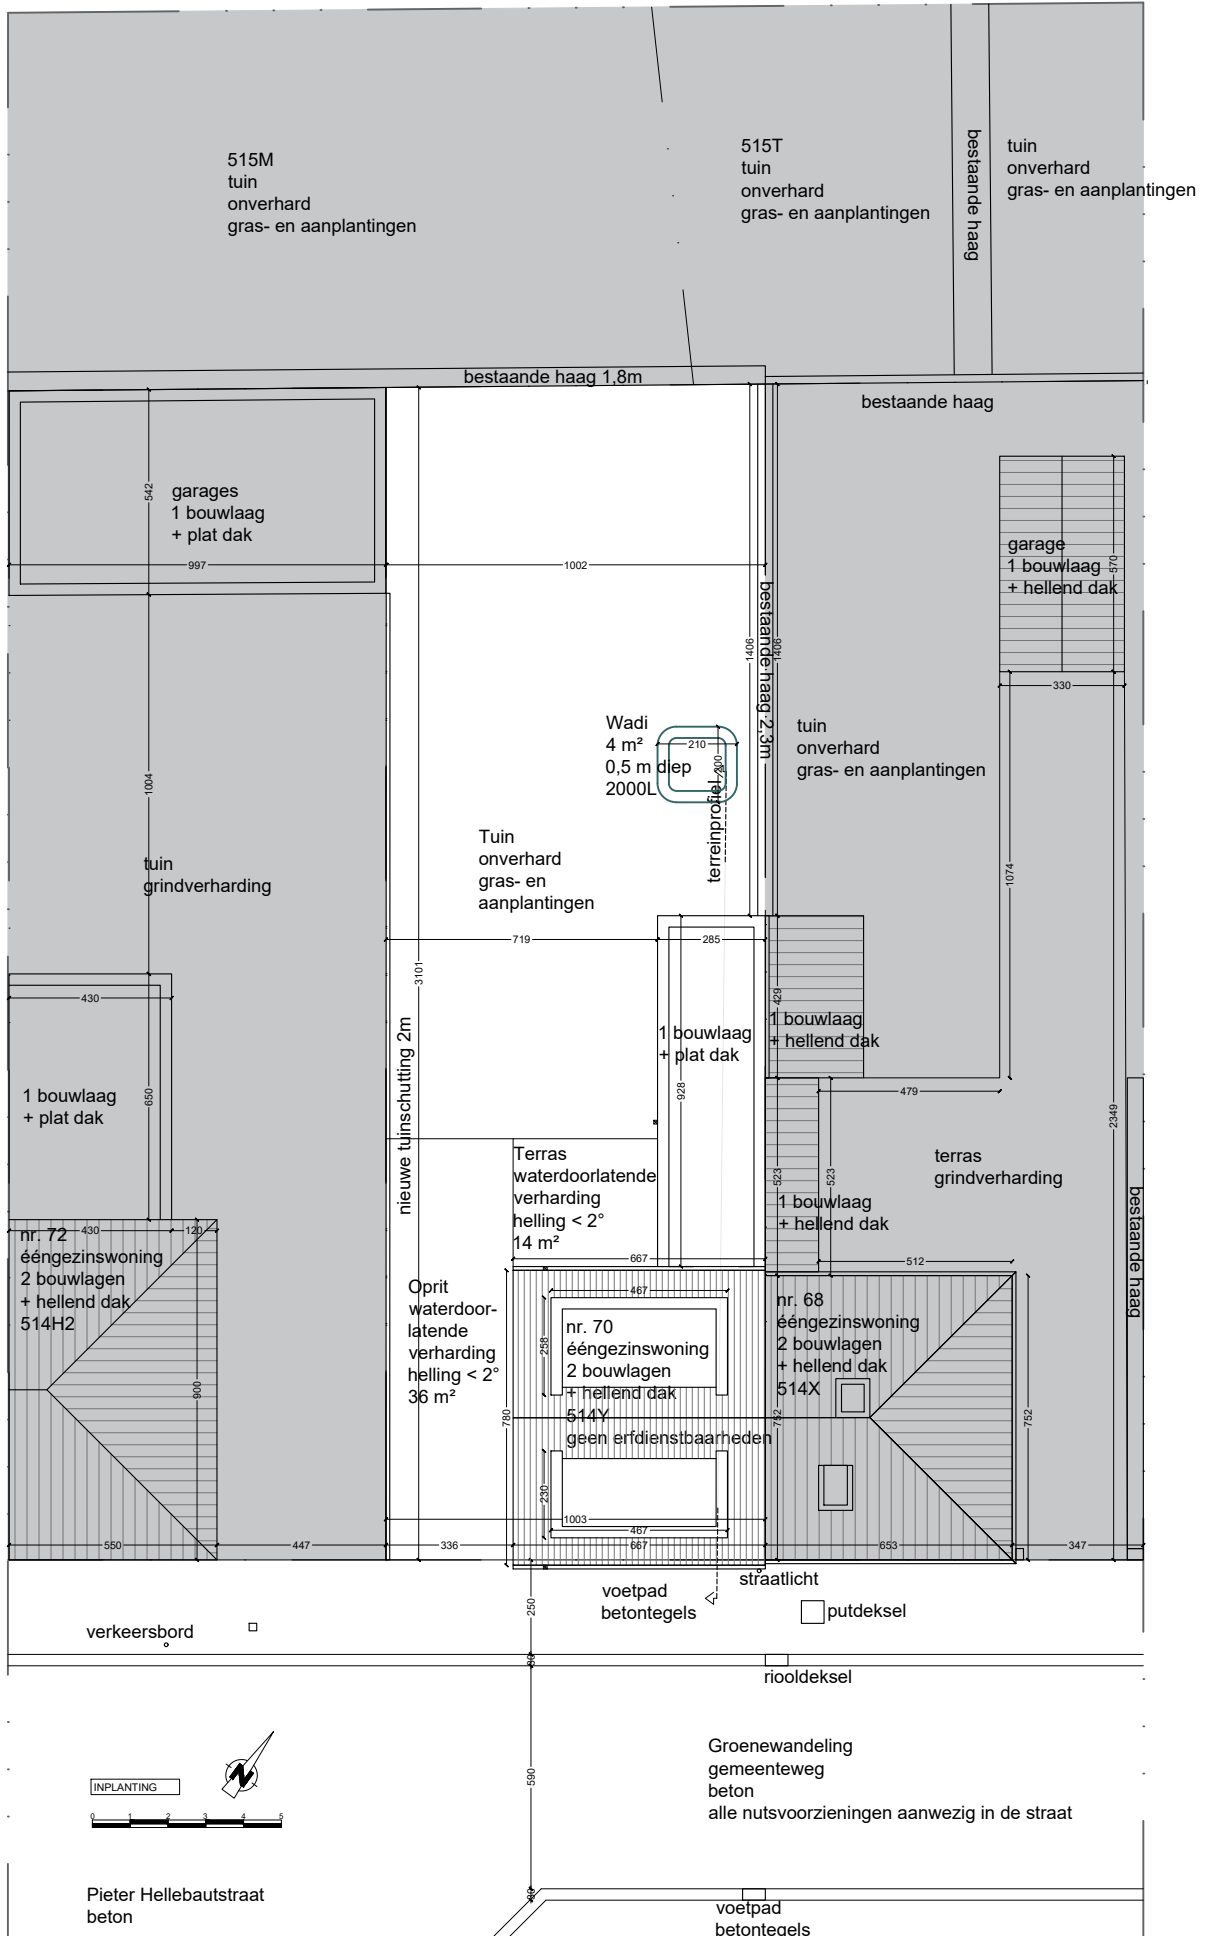 515M
tuin
onverhard
gras- en aanplantingen
515T
tuin
onverhard
gras- en aanplantingen
bestaande haag
tuin
onverhard
gras- en aanplantingen
bestaande haag 1,8m
bestaande haag
542
garages
1 bouwlaag
+ plat dak
997
1002
garage
1 bouwlaag
+ hellend dak
570
330
bestaande haag 2,3m
1406
1406
Wadi
4 m²
0,5 m diep
2000L
210
200
terreinprofiel
tuin
onverhard
gras- en aanplantingen
1004
tuin
grindverharding
Tuin
onverhard
gras- en
aanplantingen
1074
719
285
3101
430
429
1 bouwlaag
+ plat dak
1 bouwlaag
+ hellend dak
nieuwe tuinschutting 2m
928
479
2349
1 bouwlaag
+ plat dak
650
Terras
waterdoorlatende
verharding
helling < 2°
14 m²
523
523
1 bouwlaag
+ hellend dak
terras
grindverharding
bestaande haag
430
120
nr. 72
ééngezinswoning
2 bouwlagen
+ hellend dak
514H2
900
667
512
Oprit
waterdoor-
latende
verharding
helling < 2°
36 m²
467
258
nr. 70
ééngezinswoning
2 bouwlagen
+ hellend dak
514Y
geen erfdienstbaarheden
nr. 68
ééngezinswoning
2 bouwlagen
+ hellend dak
514X
780
752
752
230
1003
467
550
447
336
667
653
347
straatlicht
voetpad
betontegels
250
putdeksel
verkeersbord
30
riooldeksel
Groenewandeling
gemeenteweg
beton
alle nutsvoorzieningen aanwezig in de straat
N
INPLANTING
590
0 1 2 3 4 5
Pieter Hellebautstraat
beton
30
voetpad
betontegels